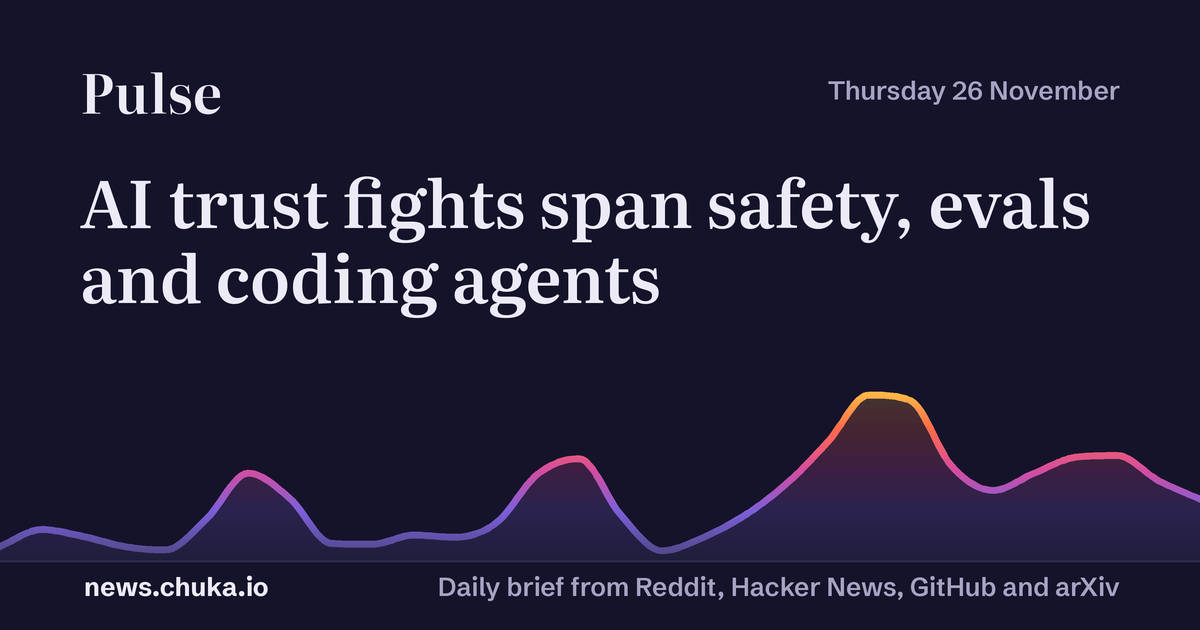 Pulse
Thursday 26 November
AI trust fights span safety, evals
and coding agents
news.chuka.io
Daily brief from Reddit, Hacker News, GitHub and arXiv